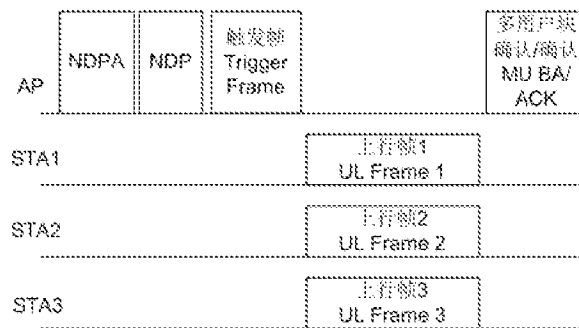 AP
NDPA
NDP
触发帧
Trigger
Frame
多用户块
确认/确认
MU BA/
ACK
STA1
上行帧1
UL Frame 1
STA2
上行帧2
UL Frame 2
STA3
上行帧3
UL Frame 3